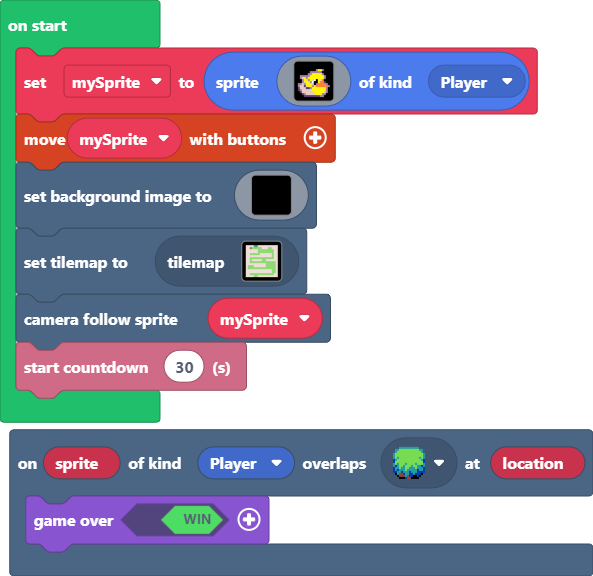 on start
set mySprite to sprite of kind Player
move mySprite with buttons
set background image to
set tilemap to tilemap
camera follow sprite mySprite
start countdown 30 (s)
on sprite of kind Player overlaps at location
game over WIN